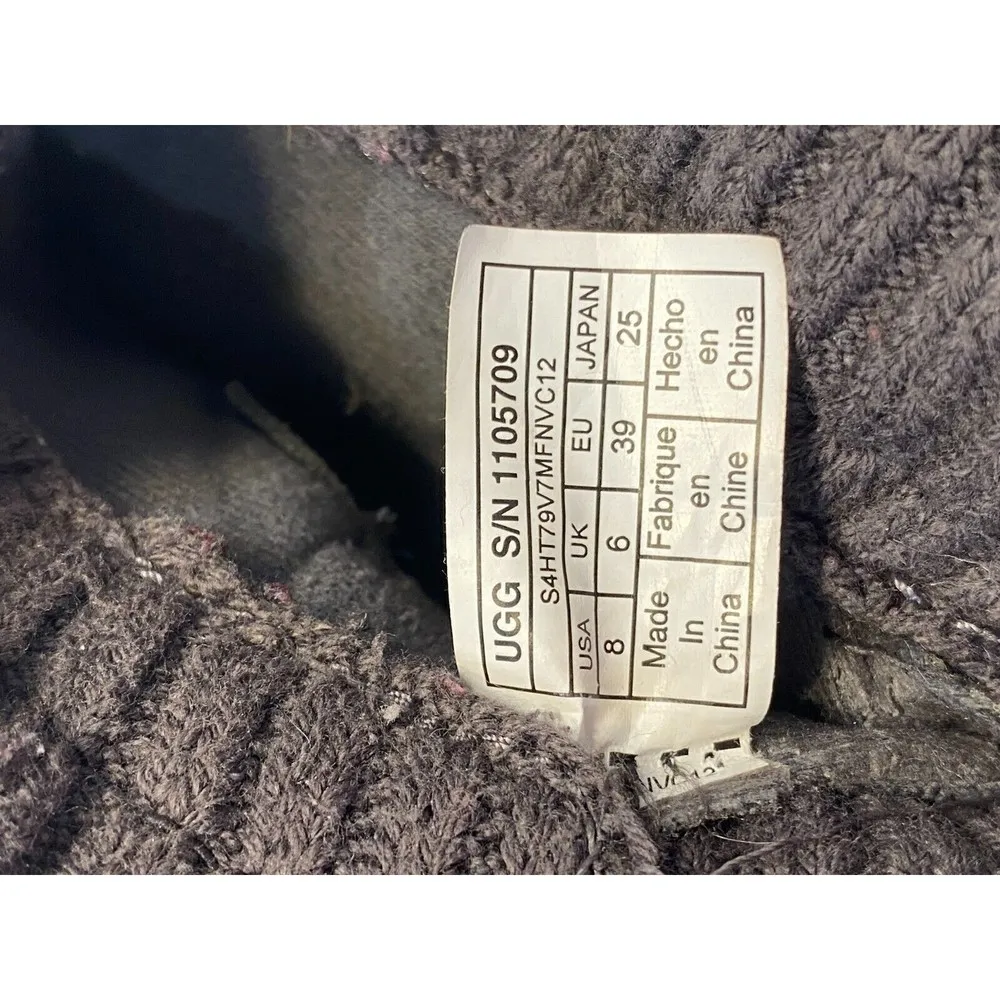 UGG S/N 1105709
S4HT79V7MFNVC12
USA UK EU JAPAN
8 6 39 25
Made In China
Fabrique en Chine
Hecho en China